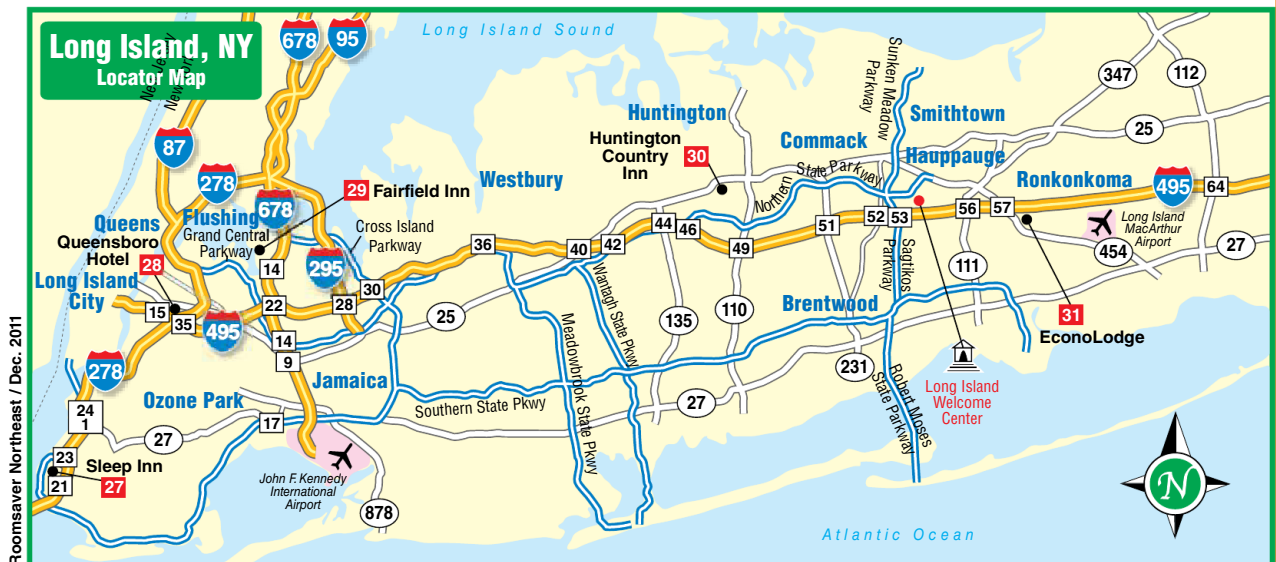 Long Island, NY
Locator Map
New Jersey
New York
Roomsaver Northeast / Dec. 2011
Long Island Sound
678
95
87
278
678
295
495
278
495
Queens
Queensboro
Hotel
28
Long Island
City
Flushing
Grand Central
Parkway
29
Fairfield Inn
Cross Island
Parkway
15
35
14
22
14
9
28
30
36
40
42
44
46
49
51
52
53
56
57
64
Westbury
Huntington
Huntington
Country
Inn
30
Commack
Northern State Parkway
Sunken Meadow
Parkway
Smithtown
Hauppauge
Ronkonkoma
347
112
25
Long Island
MacArthur
Airport
454
27
111
Sagtikos
Parkway
Brentwood
31
EconoLodge
Long Island
Welcome
Center
231
Robert Moses
State Parkway
25
135
110
Wantagh State Pkwy
Meadowbrook State Pkwy
Southern State Pkwy
27
Jamaica
Ozone Park
24
1
27
17
23
21
Sleep Inn
27
John F. Kennedy
International
Airport
878
Atlantic Ocean
N